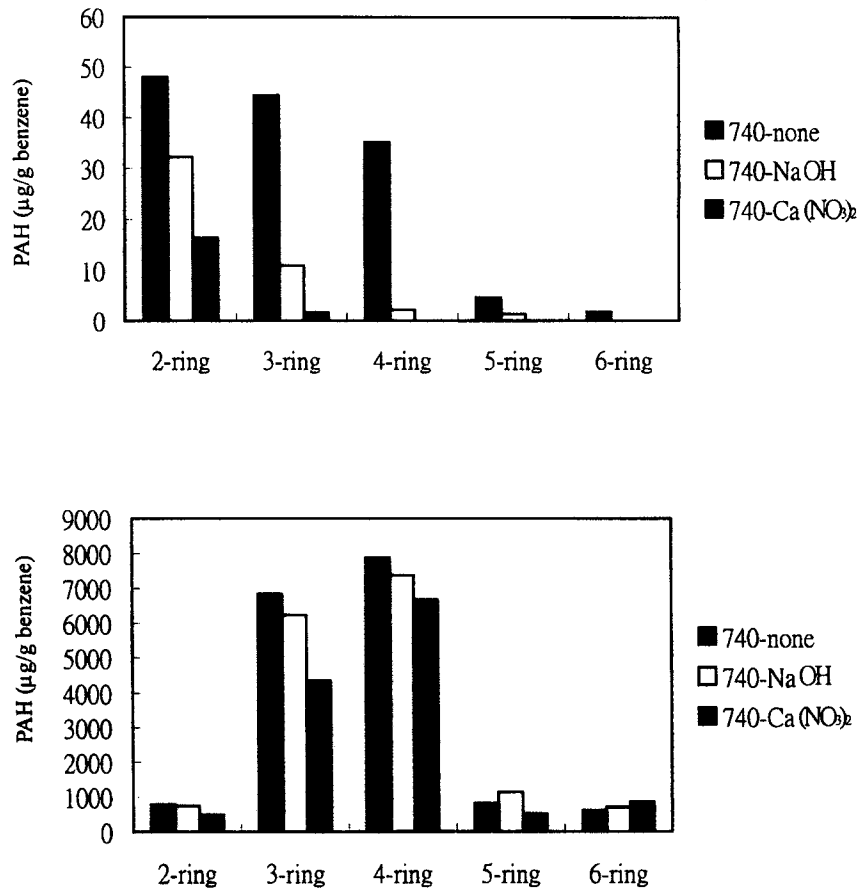 PAH (μg/g benzene)
60
50
40
30
20
10
0
2-ring 3-ring 4-ring 5-ring 6-ring
740-none
740-NaOH
740-Ca(NO₃)₂
PAH (μg/g benzene)
9000
8000
7000
6000
5000
4000
3000
2000
1000
0
2-ring 3-ring 4-ring 5-ring 6-ring
740-none
740-NaOH
740-Ca(NO₃)₂